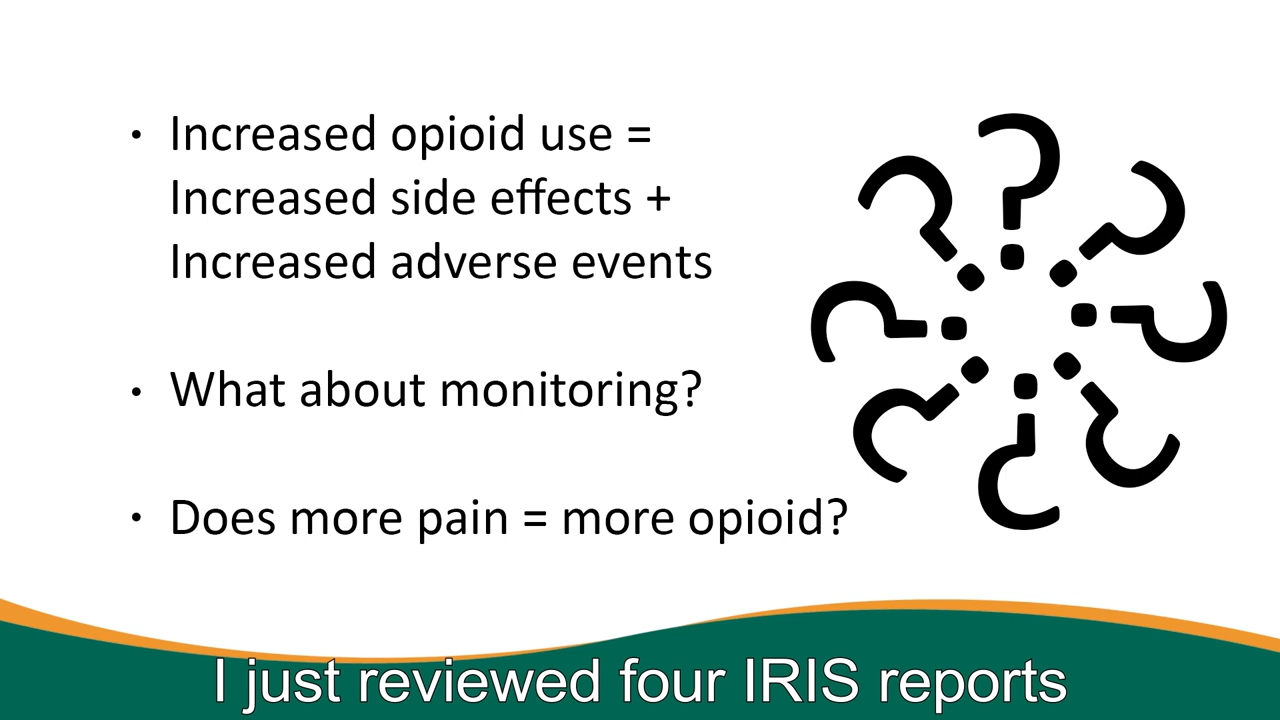 • Increased opioid use =
Increased side effects +
Increased adverse events
• What about monitoring?
• Does more pain = more opioid?
? ? ? ? ? ? ? ?
I just reviewed four IRIS reports